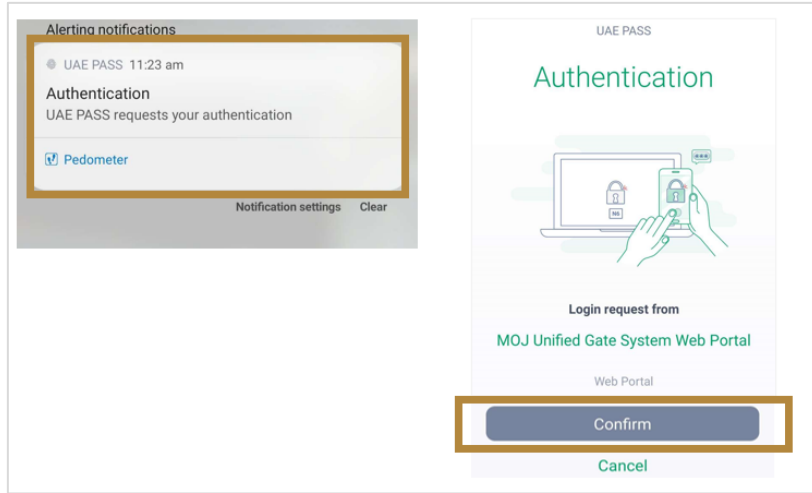 Alerting notifications
UAE PASS 11:23 am
Authentication
UAE PASS requests your authentication
Pedometer
Notification settings Clear
UAE PASS
Authentication
N6
Login request from
MOJ Unified Gate System Web Portal
Web Portal
Confirm
Cancel